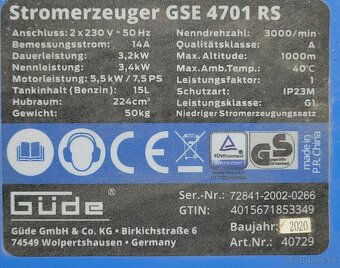 Stromerzeuger GSE 4701 RS
Anschluss: 2 x 230 V - 50 Hz
Bemessungsstrom: 14A
Dauerleistung: 3,2kW
Nennleistung: 3,4kW
Motorleistung: 5,5 kW / 7,5 PS
Tankinhalt (Benzin): 15L
Hubraum: 224cm³
Gewicht: 50kg
Nenndrehzahl: 3000/min
Qualitätsklasse: A
Max. Altitude: 1000m
Max. Amb. Temp.: 40°C
Leistungsfaktor: 1
Schutzart: IP23M
Leistungsklasse: G1
Niedriger Stromerzeugungssatz
CE
TÜVRheinland
GS
made in
P.R. China
Güde
®
Güde GmbH & Co. KG • Birkichstraße 6
74549 Wolpertshausen • Germany
Ser.-Nr.: 72841-2002-0266
GTIN: 4015671853349
Baujahr: 2020
Art.Nr.: 40729
bazos.sk